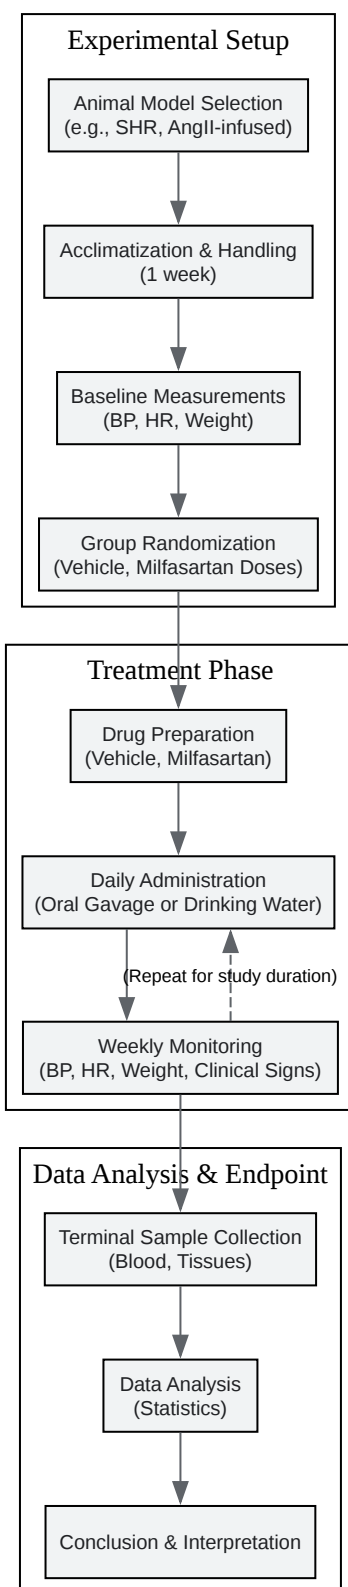 Experimental Setup
Animal Model Selection
(e.g., SHR, AngII-infused)
Acclimatization & Handling
(1 week)
Baseline Measurements
(BP, HR, Weight)
Group Randomization
(Vehicle, Milfasartan Doses)
Treatment Phase
Drug Preparation
(Vehicle, Milfasartan)
Daily Administration
(Oral Gavage or Drinking Water)
(Repeat for study duration)
Weekly Monitoring
(BP, HR, Weight, Clinical Signs)
Data Analysis & Endpoint
Terminal Sample Collection
(Blood, Tissues)
Data Analysis
(Statistics)
Conclusion & Interpretation